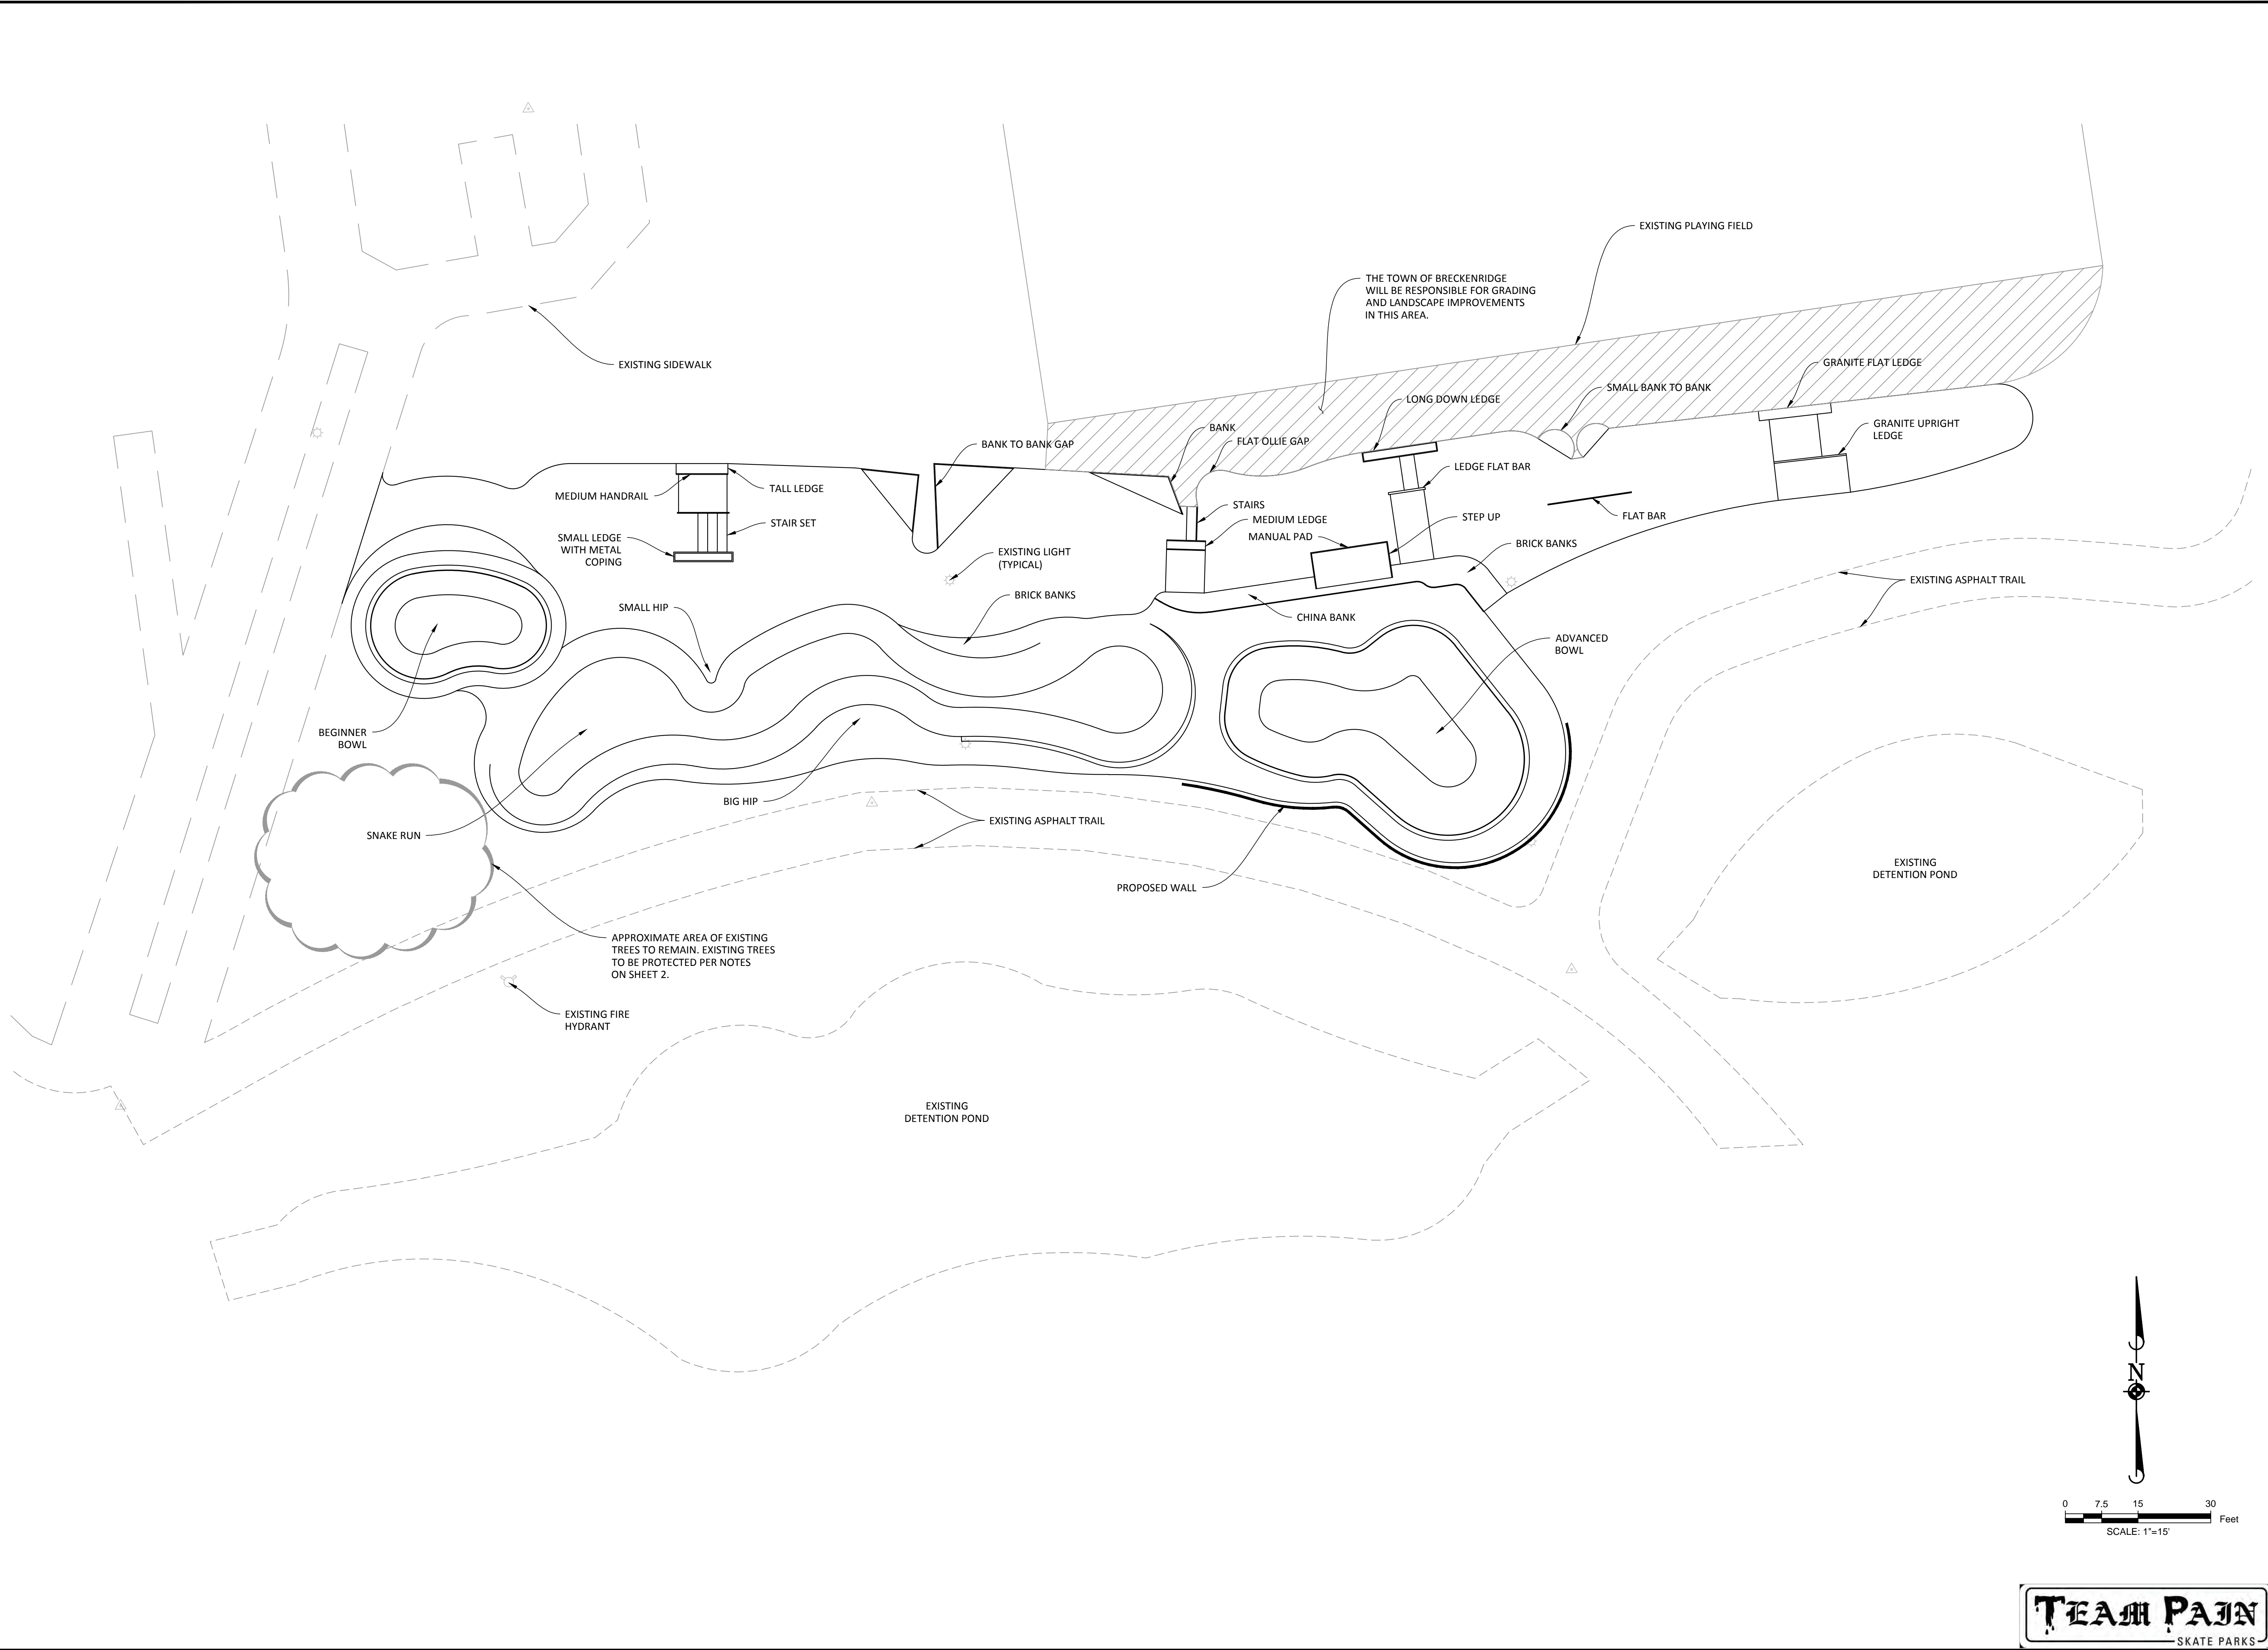 EXISTING PLAYING FIELD
THE TOWN OF BRECKENRIDGE
WILL BE RESPONSIBLE FOR GRADING
AND LANDSCAPE IMPROVEMENTS
IN THIS AREA.
EXISTING SIDEWALK
GRANITE FLAT LEDGE
SMALL BANK TO BANK
LONG DOWN LEDGE
GRANITE UPRIGHT
LEDGE
BANK
FLAT OLLIE GAP
BANK TO BANK GAP
LEDGE FLAT BAR
TALL LEDGE
MEDIUM HANDRAIL
STAIRS
FLAT BAR
STEP UP
MEDIUM LEDGE
STAIR SET
MANUAL PAD
SMALL LEDGE
WITH METAL
COPING
BRICK BANKS
EXISTING LIGHT
(TYPICAL)
EXISTING ASPHALT TRAIL
BRICK BANKS
SMALL HIP
CHINA BANK
ADVANCED
BOWL
BEGINNER
BOWL
BIG HIP
EXISTING ASPHALT TRAIL
SNAKE RUN
EXISTING
DETENTION POND
PROPOSED WALL
APPROXIMATE AREA OF EXISTING
TREES TO REMAIN. EXISTING TREES
TO BE PROTECTED PER NOTES
ON SHEET 2.
EXISTING FIRE
HYDRANT
EXISTING
DETENTION POND
N
0 7.5 15 30
Feet
SCALE: 1"=15'
TEAM PAIN
SKATE PARKS